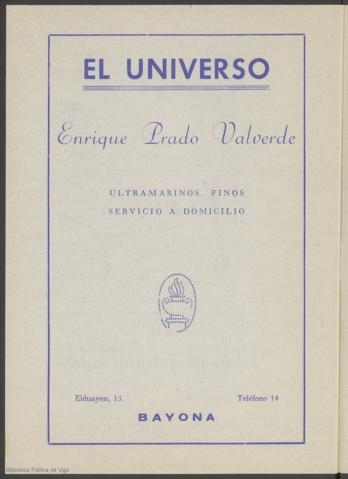 EL UNIVERSO
Enrique Prado Valverde
ULTRAMARINOS FINOS
SERVICIO A DOMICILIO
Elduayen, 13. Teléfono 14
BAYONA
Biblioteca Pública de Vigo